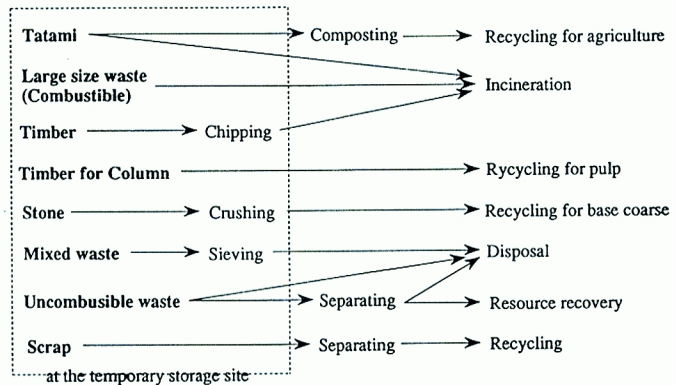 Tatami Composting Recycling for agriculture
Large size waste
(Combustible) Incineration
Timber Chipping
Timber for Column Rycycling for pulp
Stone Crushing Recycling for base coarse
Mixed waste Sieving Disposal
Uncombusible waste Separating Resource recovery
Scrap Separating Recycling
at the temporary storage site